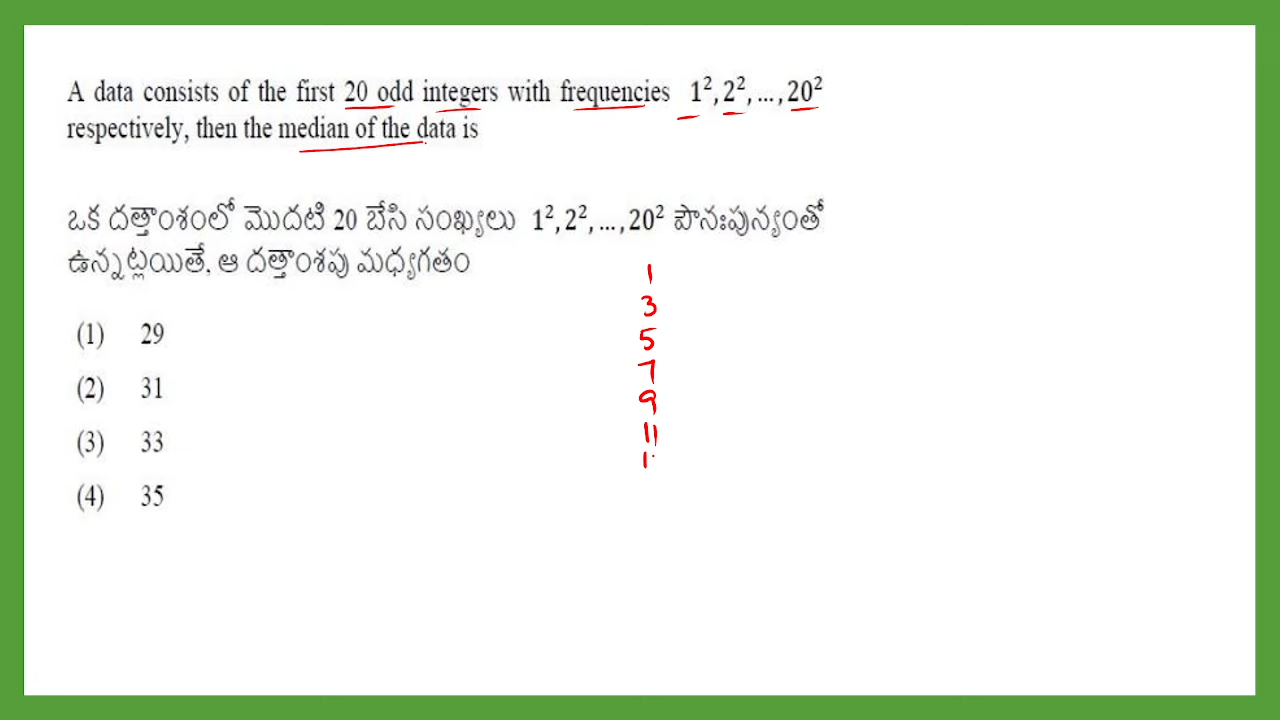 A data consists of the first 20 odd integers with frequencies 1², 2², ..., 20²
respectively, then the median of the data is
ఒక దత్తాంశంలో మొదటి 20 బేసి సంఖ్యలు 1², 2², ..., 20² పౌనఃపున్యంతో
ఉన్నట్లయితే, ఆ దత్తాంశపు మధ్యగతం
(1) 29
(2) 31
(3) 33
(4) 35
1
3
5
7
9
11
1